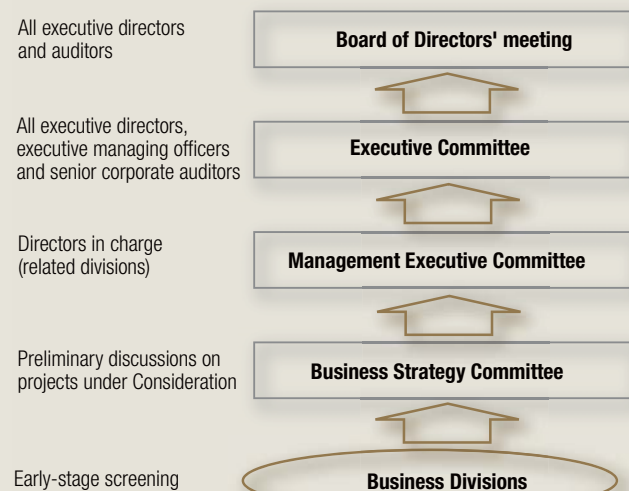 All executive directors
and auditors
Board of Directors' meeting
All executive directors,
executive managing officers
and senior corporate auditors
Executive Committee
Directors in charge
(related divisions)
Management Executive Committee
Preliminary discussions on
projects under Consideration
Business Strategy Committee
Early-stage screening
Business Divisions